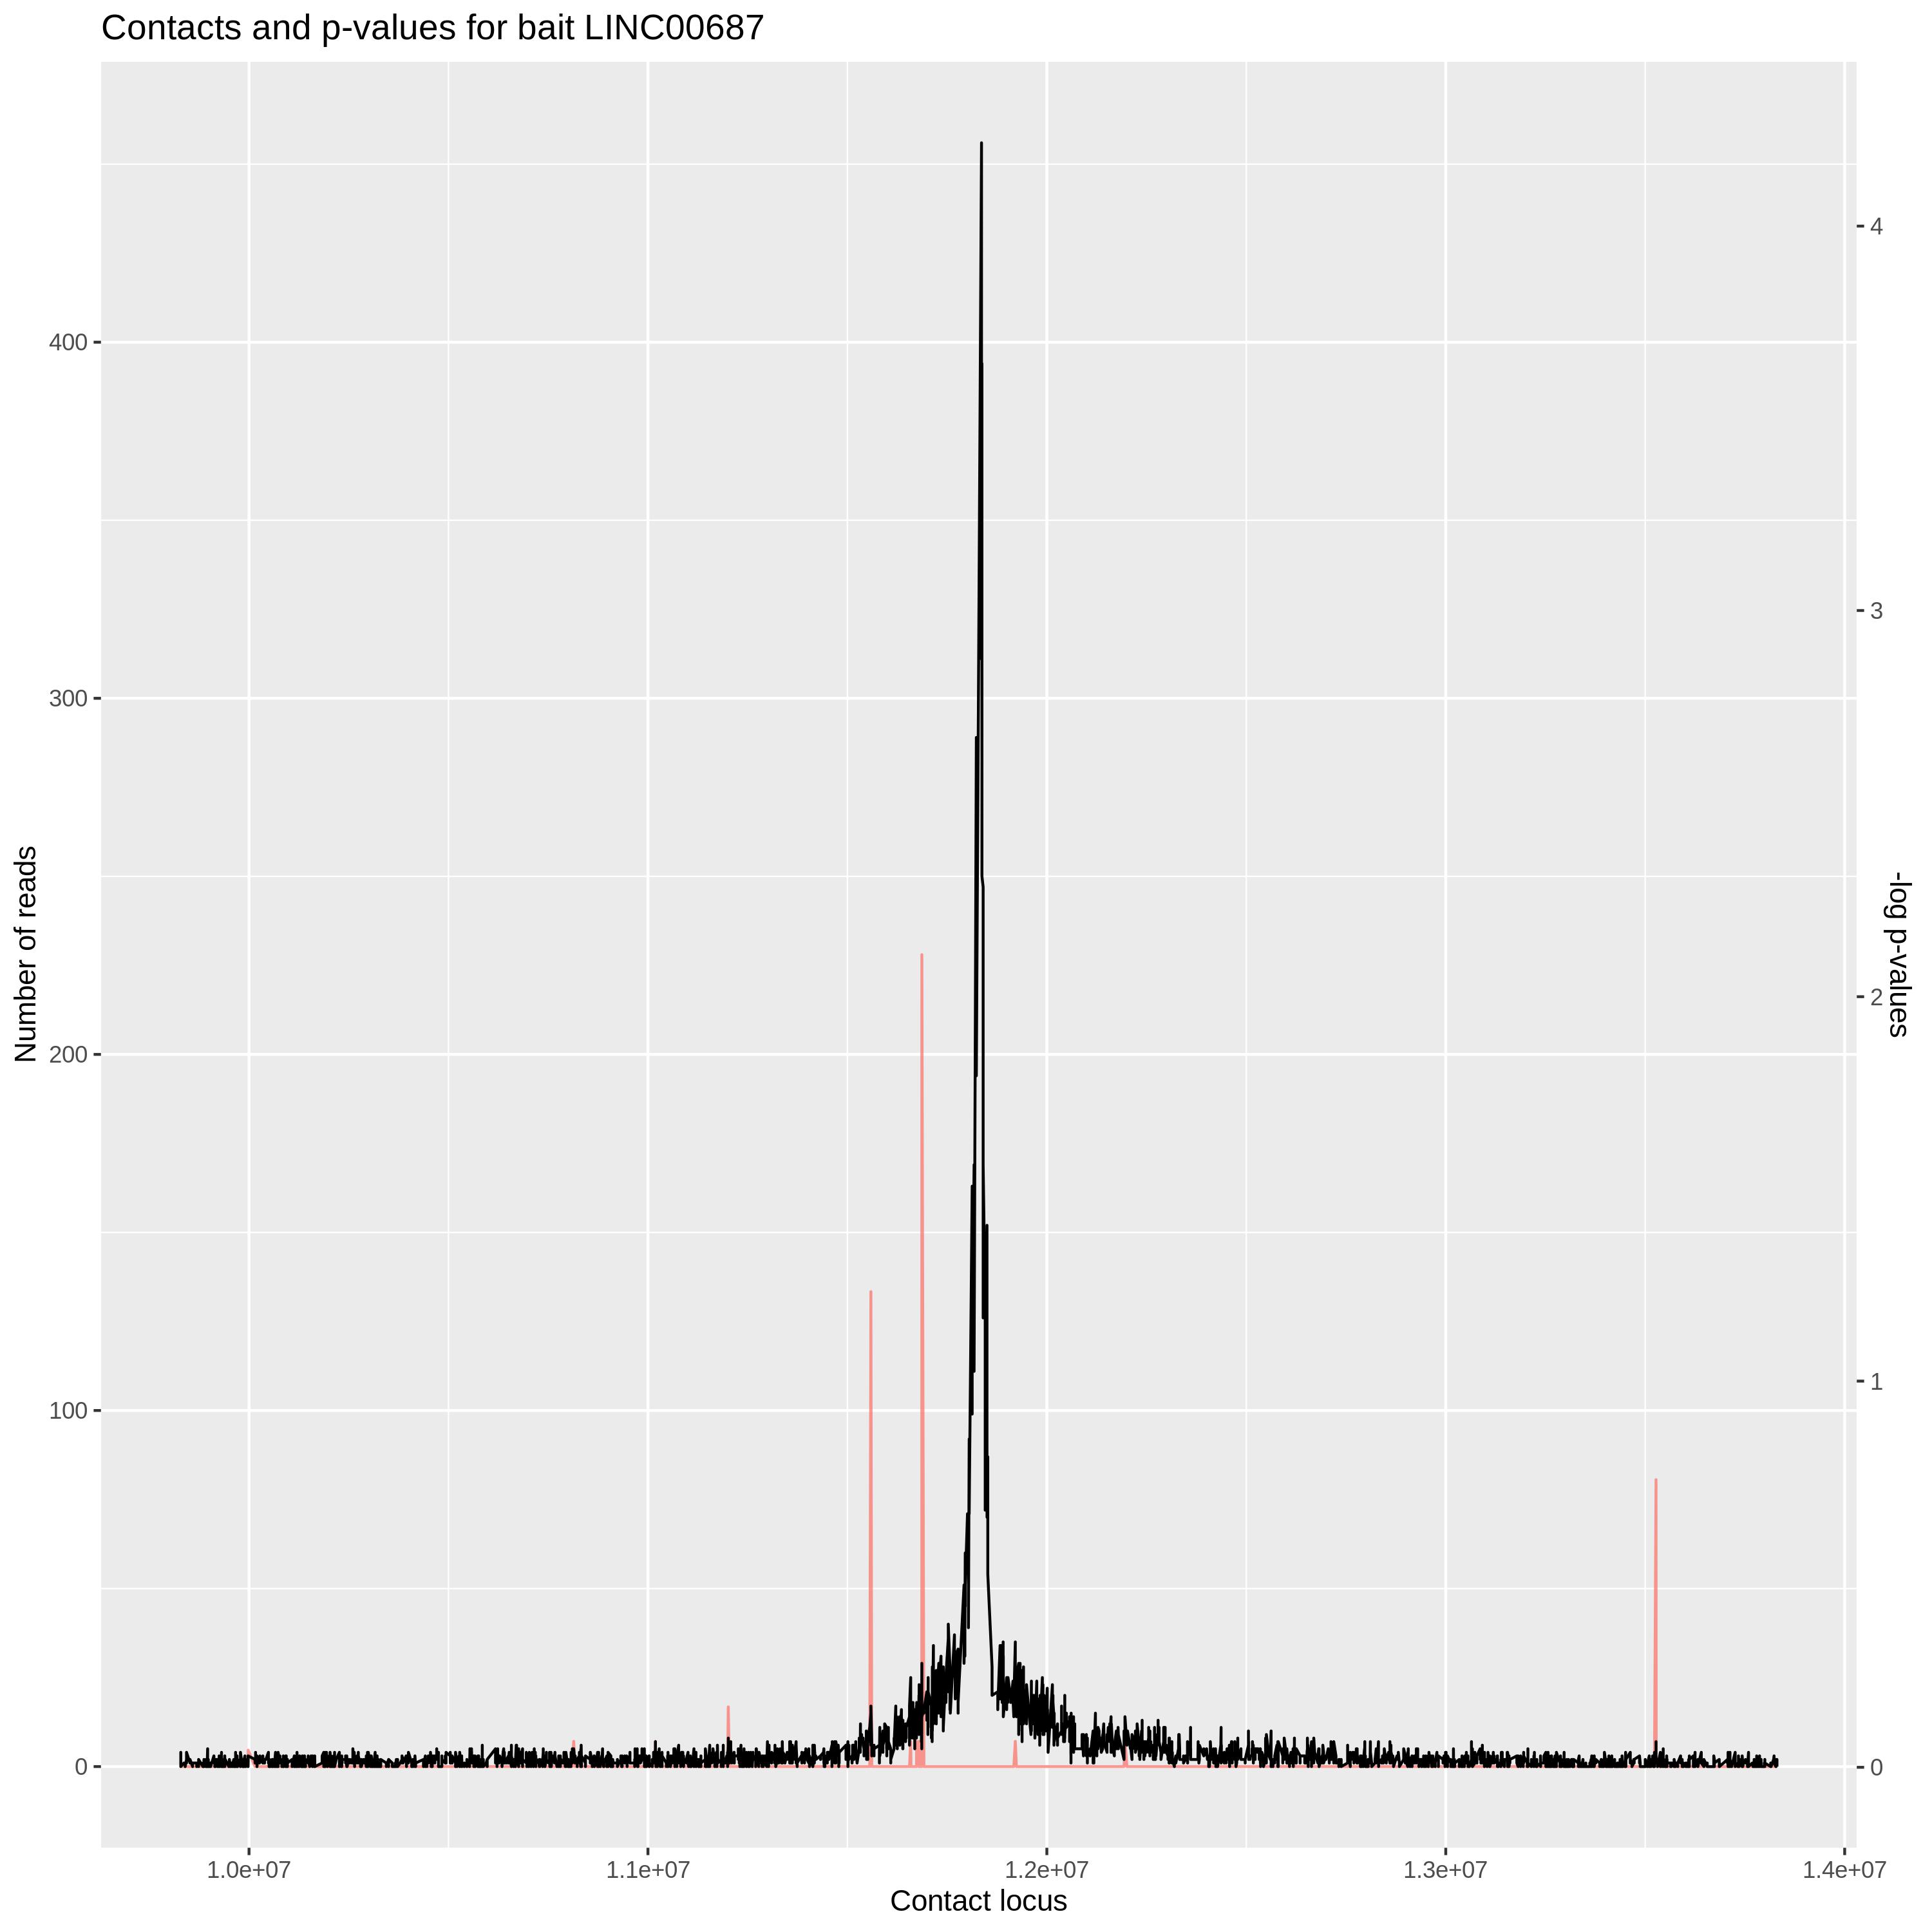 Contacts and p-values for bait LINC00687
Number of reads
400
300
200
100
0
4
3
2
1
0
-log p-values
1.0e+07 1.1e+07 1.2e+07 1.3e+07 1.4e+07
Contact locus